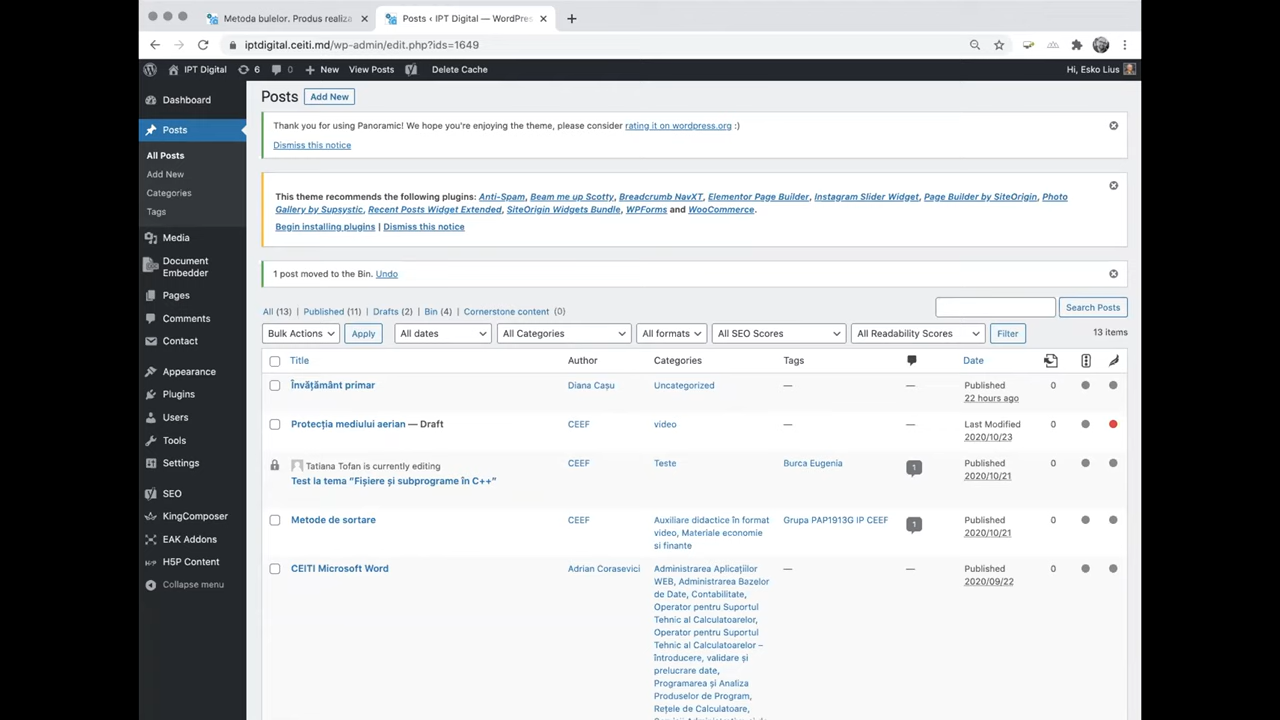 Metoda bulelor. Produs realiza
Posts ‹ IPT Digital — WordPres
iptdigital.ceiti.md/wp-admin/edit.php?ids=1649
IPT Digital 6 0 New View Posts Delete Cache Hi, Esko Lius
Dashboard
Posts
All Posts
Add New
Categories
Tags
Media
Document
Embedder
Pages
Comments
Contact
Appearance
Plugins
Users
Tools
Settings
SEO
KingComposer
EAK Addons
H5P Content
Collapse menu
Posts Add New
Thank you for using Panoramic! We hope you're enjoying the theme, please consider rating it on wordpress.org :)
Dismiss this notice
This theme recommends the following plugins: Anti-Spam, Beam me up Scotty, Breadcrumb NavXT, Elementor Page Builder, Instagram Slider Widget, Page Builder by SiteOrigin, Photo
Gallery by Supsystic, Recent Posts Widget Extended, SiteOrigin Widgets Bundle, WPForms and WooCommerce.
Begin installing plugins | Dismiss this notice
1 post moved to the Bin. Undo
All (13) | Published (11) | Drafts (2) | Bin (4) | Cornerstone content (0)
Search Posts
Bulk Actions Apply All dates All Categories All formats All SEO Scores All Readability Scores Filter 13 items
Title Author Categories Tags Date
Învățământ primar Diana Cașu Uncategorized — — Published 0
22 hours ago
Protecția mediului aerian — Draft CEEF video — — Last Modified 0
2020/10/23
Tatiana Tofan is currently editing CEEF Teste Burca Eugenia 1 Published 0
Test la tema "Fișiere și subprograme în C++" 2020/10/21
Metode de sortare CEEF Auxiliare didactice în format Grupa PAP1913G IP CEEF 1 Published 0
video, Materiale economie 2020/10/21
si finante
CEITI Microsoft Word Adrian Corasevici Administrarea Aplicațiilor — — Published 0
WEB, Administrarea Bazelor 2020/09/22
de Date, Contabilitate,
Operator pentru Suportul
Tehnic al Calculatoarelor,
Operator pentru Suportul
Tehnic al Calculatoarelor –
Întroducere, validare și
prelucrare date,
Programarea și Analiza
Produselor de Program,
Rețele de Calculatoare,